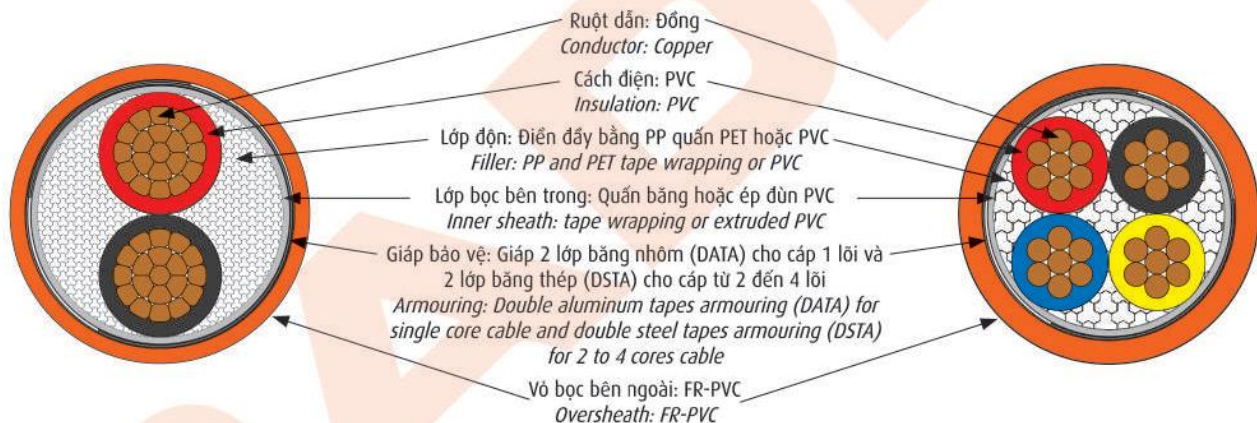 Ruột dẫn: Đồng
Conductor: Copper
Cách điện: PVC
Insulation: PVC
Lớp độn: Điền đầy bằng PP quấn PET hoặc PVC
Filler: PP and PET tape wrapping or PVC
Lớp bọc bên trong: Quấn băng hoặc ép đùn PVC
Inner sheath: tape wrapping or extruded PVC
Giáp bảo vệ: Giáp 2 lớp băng nhôm (DATA) cho cáp 1 lõi và
2 lớp băng thép (DSTA) cho cáp từ 2 đến 4 lõi
Armouring: Double aluminum tapes armouring (DATA) for
single core cable and double steel tapes armouring (DSTA)
for 2 to 4 cores cable
Vỏ bọc bên ngoài: FR-PVC
Oversheath: FR-PVC